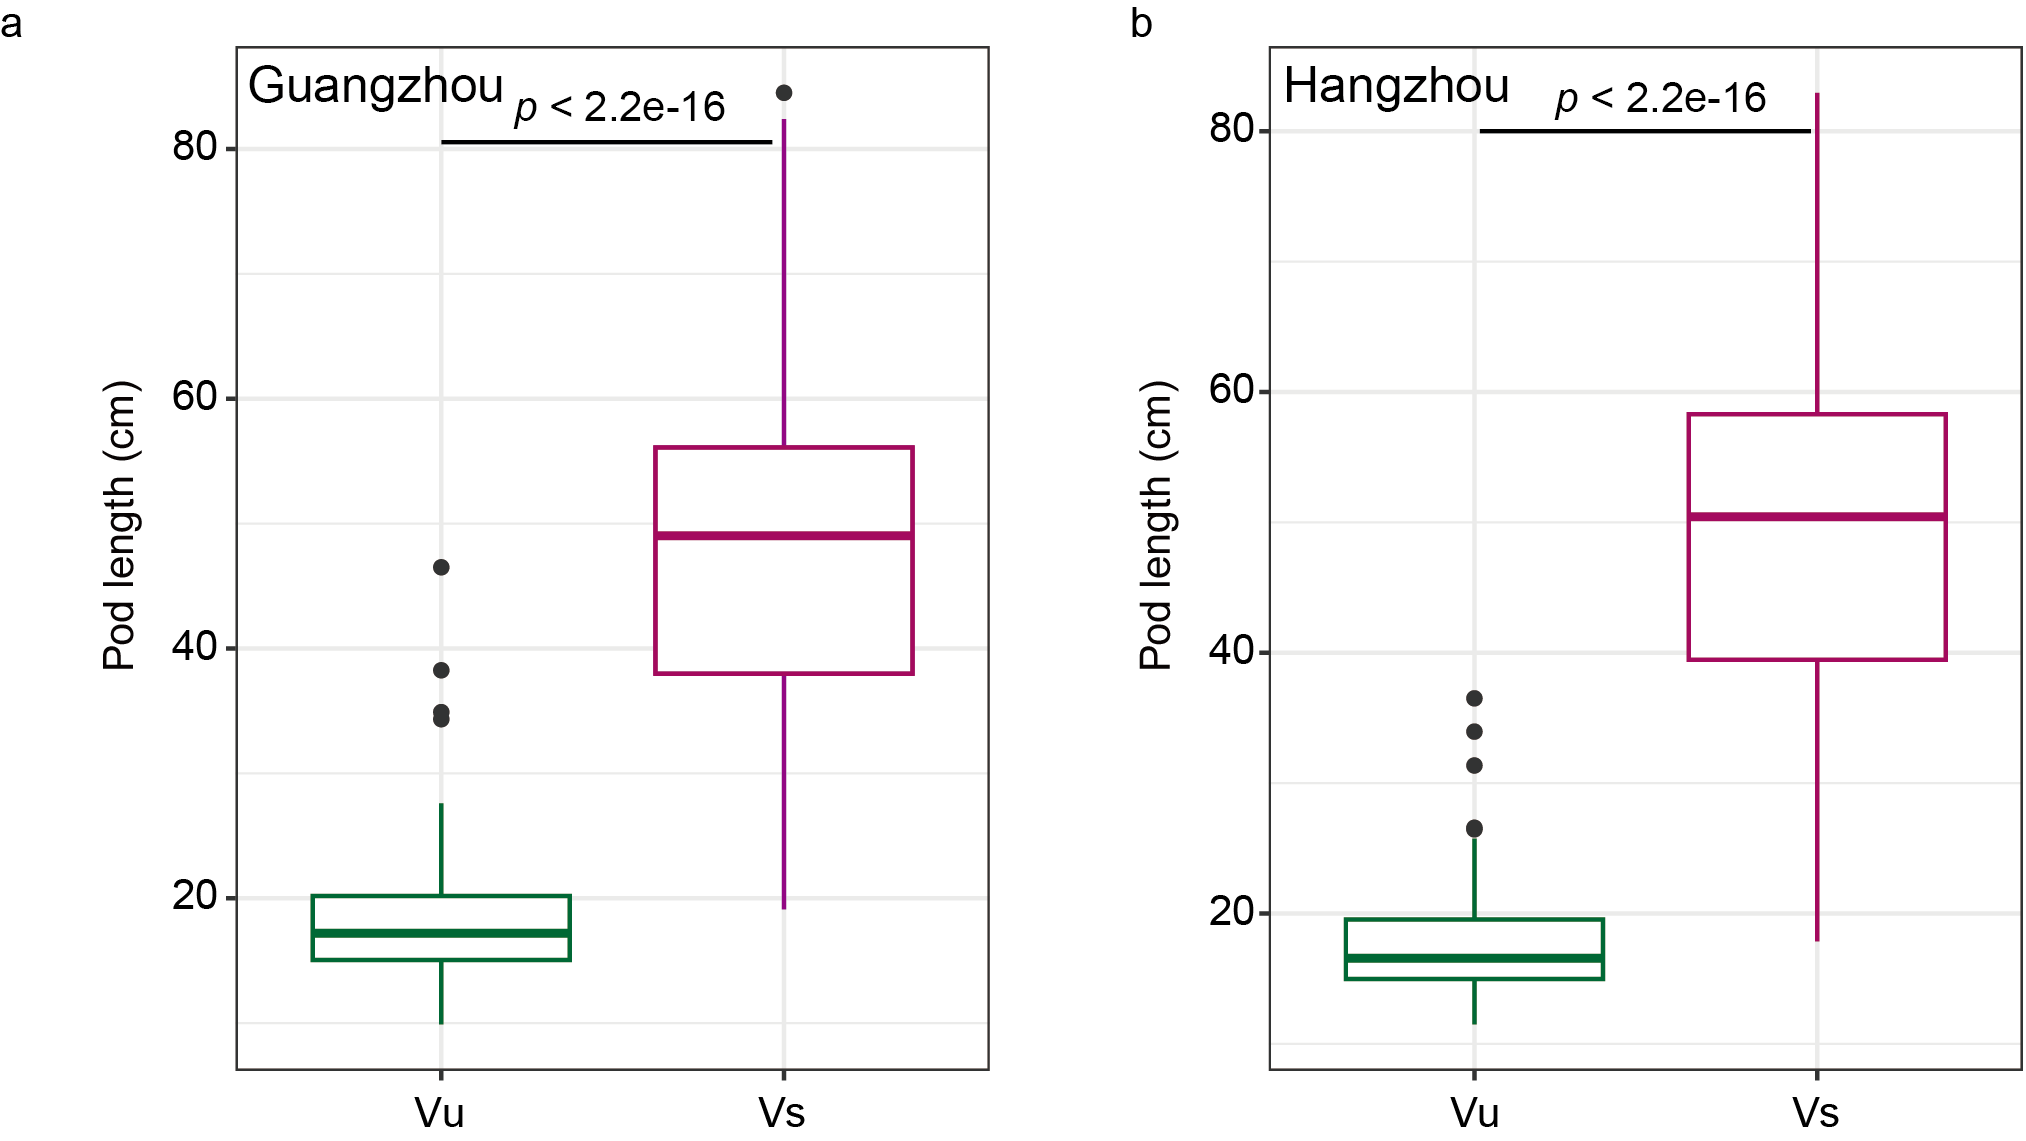 a
Guangzhou
p < 2.2e-16
80
60
40
20
Pod length (cm)
Vu
Vs
b
Hangzhou
p < 2.2e-16
80
60
40
20
Pod length (cm)
Vu
Vs